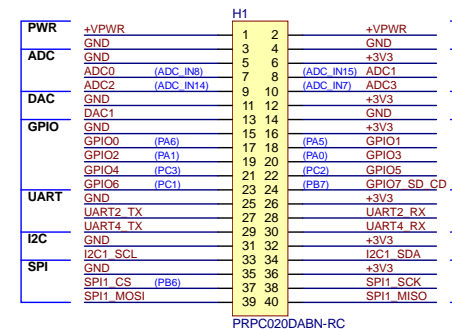 H1
PWR +VPWR 1 2 +VPWR
GND 3 4 GND
ADC GND 5 6 +3V3
ADC0 (ADC_IN8) 7 8 (ADC_IN15) ADC1
ADC2 (ADC_IN14) 9 10 (ADC_IN7) ADC3
DAC GND 11 12 +3V3
DAC1 13 14 GND
GPIO GND 15 16 +3V3
GPIO0 (PA6) 17 18 (PA5) GPIO1
GPIO2 (PA1) 19 20 (PA0) GPIO3
GPIO4 (PC3) 21 22 (PC2) GPIO5
GPIO6 (PC1) 23 24 (PB7) GPIO7_SD_CD
UART GND 25 26 +3V3
UART2_TX 27 28 UART2_RX
UART4_TX 29 30 UART4_RX
I2C GND 31 32 +3V3
I2C1_SCL 33 34 I2C1_SDA
SPI GND 35 36 +3V3
SPI1_CS (PB6) 37 38 SPI1_SCK
SPI1_MOSI 39 40 SPI1_MISO
PRPC020DABN-RC